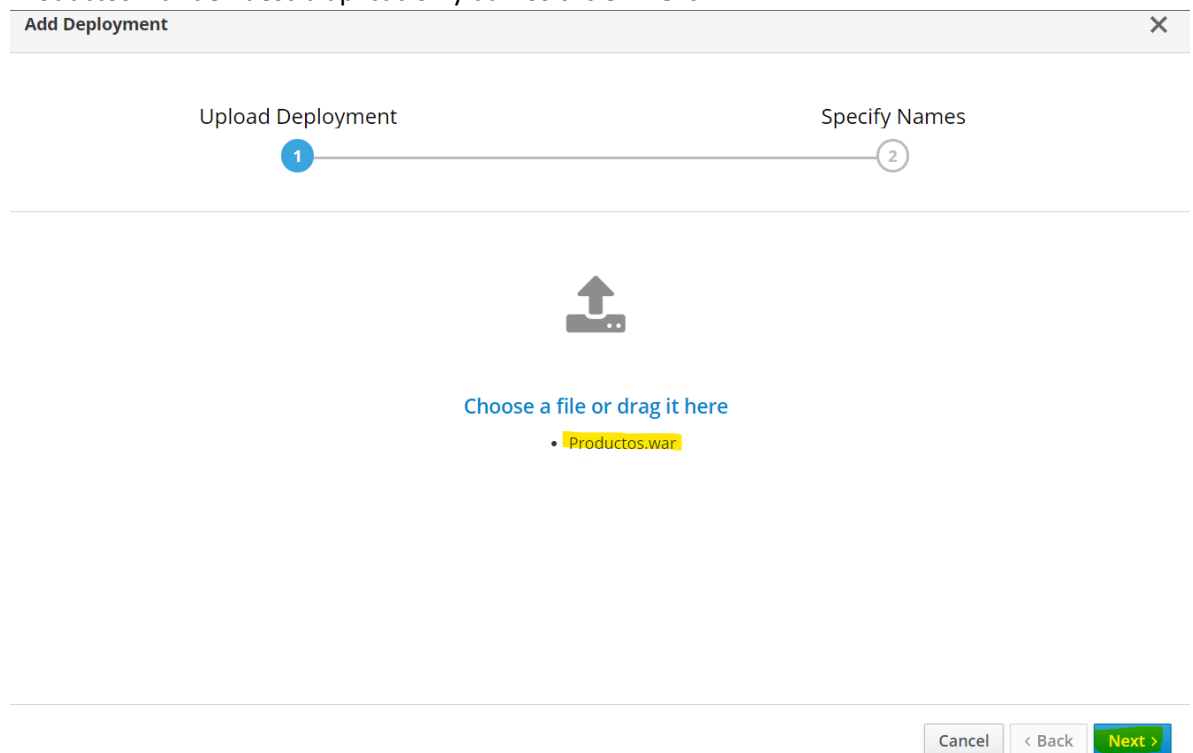 Add Deployment
Upload Deployment
Specify Names
1
2
Choose a file or drag it here
• Productos.war
Cancel
< Back
Next >